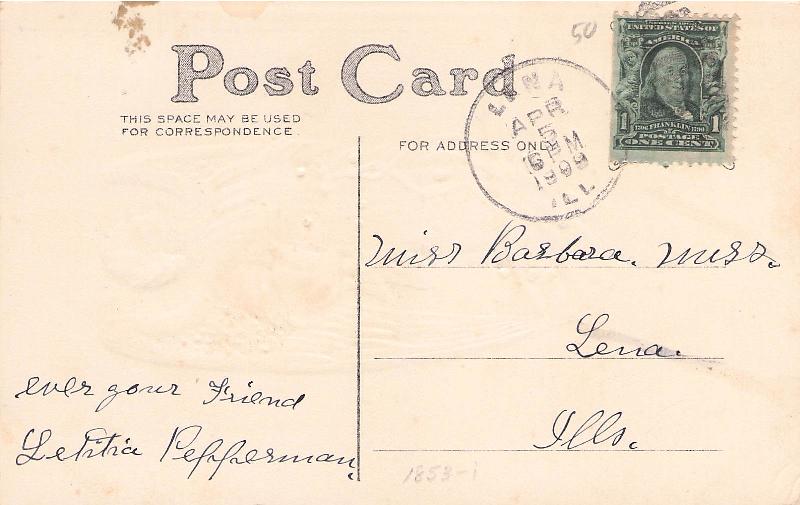 50
UNITED STATES OF
AMERICA
1 FRANKLIN 1
POSTAGE
ONE CENT
Post Card
LENA
APR
5
6 PM
1909
ILL
THIS SPACE MAY BE USED
FOR CORRESPONDENCE.
FOR ADDRESS ONLY
Miss Barbara.
Lena.
Ills.
ever your Friend
Letitia Pepperman.
1853-1